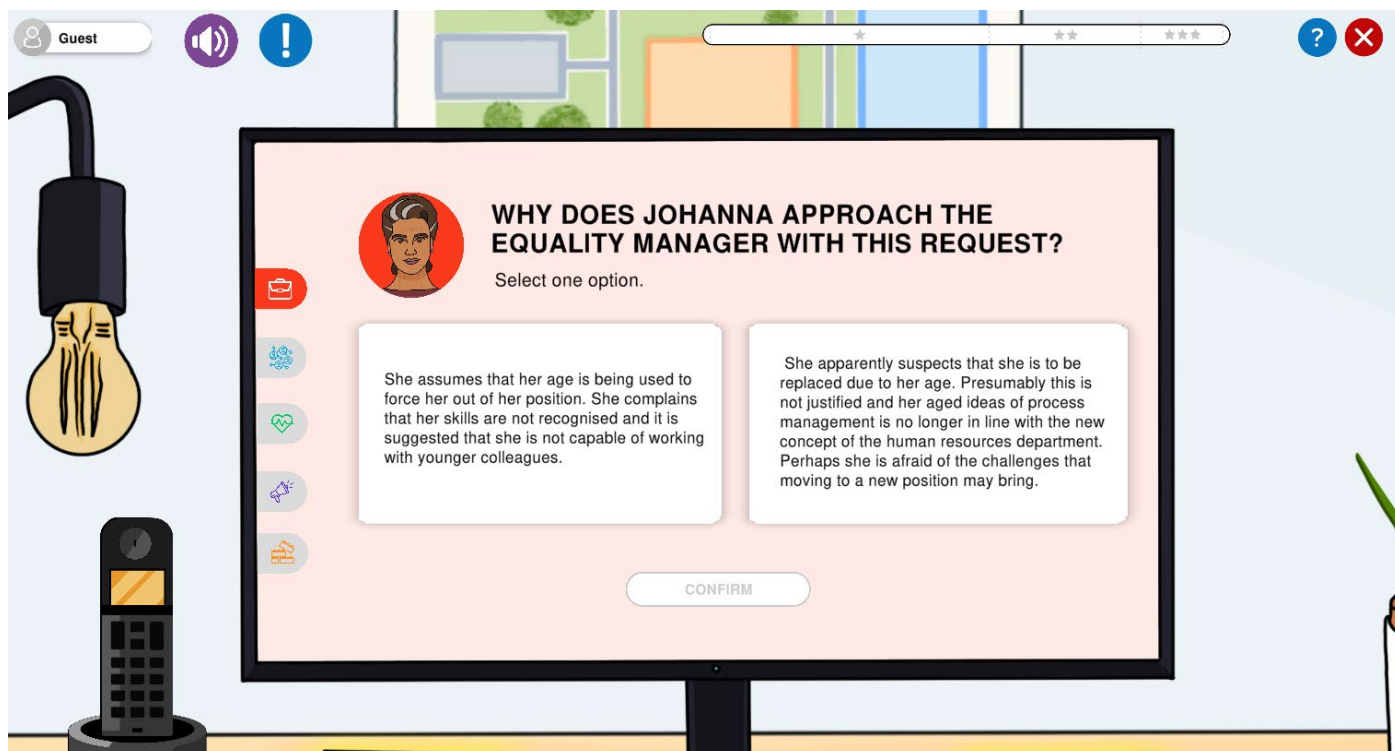 Guest
WHY DOES JOHANNA APPROACH THE
EQUALITY MANAGER WITH THIS REQUEST?
Select one option.
She assumes that her age is being used to
force her out of her position. She complains
that her skills are not recognised and it is
suggested that she is not capable of working
with younger colleagues.
She apparently suspects that she is to be
replaced due to her age. Presumably this is
not justified and her aged ideas of process
management is no longer in line with the new
concept of the human resources department.
Perhaps she is afraid of the challenges that
moving to a new position may bring.
CONFIRM